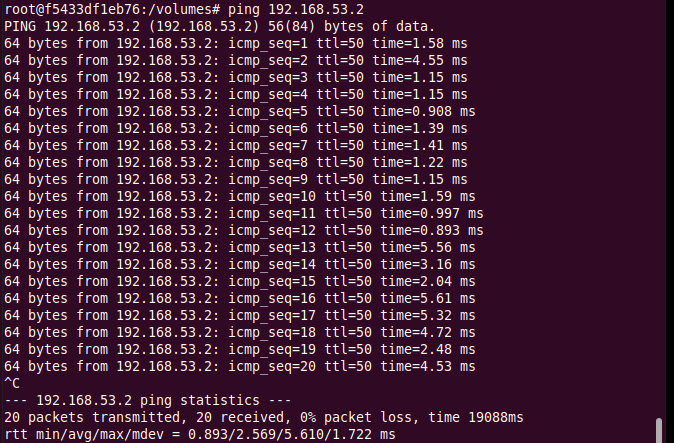 root@f5433df1eb76:/volumes# ping 192.168.53.2
PING 192.168.53.2 (192.168.53.2) 56(84) bytes of data.
64 bytes from 192.168.53.2: icmp_seq=1 ttl=50 time=1.58 ms
64 bytes from 192.168.53.2: icmp_seq=2 ttl=50 time=4.55 ms
64 bytes from 192.168.53.2: icmp_seq=3 ttl=50 time=1.15 ms
64 bytes from 192.168.53.2: icmp_seq=4 ttl=50 time=1.15 ms
64 bytes from 192.168.53.2: icmp_seq=5 ttl=50 time=0.908 ms
64 bytes from 192.168.53.2: icmp_seq=6 ttl=50 time=1.39 ms
64 bytes from 192.168.53.2: icmp_seq=7 ttl=50 time=1.41 ms
64 bytes from 192.168.53.2: icmp_seq=8 ttl=50 time=1.22 ms
64 bytes from 192.168.53.2: icmp_seq=9 ttl=50 time=1.15 ms
64 bytes from 192.168.53.2: icmp_seq=10 ttl=50 time=1.59 ms
64 bytes from 192.168.53.2: icmp_seq=11 ttl=50 time=0.997 ms
64 bytes from 192.168.53.2: icmp_seq=12 ttl=50 time=0.893 ms
64 bytes from 192.168.53.2: icmp_seq=13 ttl=50 time=5.56 ms
64 bytes from 192.168.53.2: icmp_seq=14 ttl=50 time=3.16 ms
64 bytes from 192.168.53.2: icmp_seq=15 ttl=50 time=2.04 ms
64 bytes from 192.168.53.2: icmp_seq=16 ttl=50 time=5.61 ms
64 bytes from 192.168.53.2: icmp_seq=17 ttl=50 time=5.32 ms
64 bytes from 192.168.53.2: icmp_seq=18 ttl=50 time=4.72 ms
64 bytes from 192.168.53.2: icmp_seq=19 ttl=50 time=2.48 ms
64 bytes from 192.168.53.2: icmp_seq=20 ttl=50 time=4.53 ms
^C
--- 192.168.53.2 ping statistics ---
20 packets transmitted, 20 received, 0% packet loss, time 19088ms
rtt min/avg/max/mdev = 0.893/2.569/5.610/1.722 ms